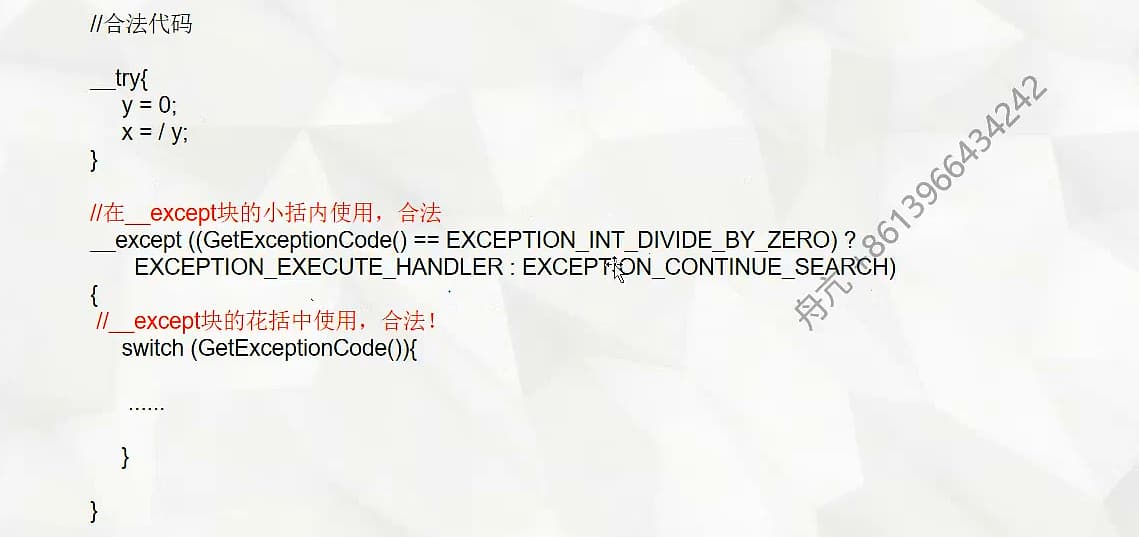 //合法代码
__try{
y = 0;
x = / y;
}
//在__except块的小括内使用，合法
__except ((GetExceptionCode() == EXCEPTION_INT_DIVIDE_BY_ZERO) ?
EXCEPTION_EXECUTE_HANDLER : EXCEPTION_CONTINUE_SEARCH)
{
//__except块的花括中使用，合法！
switch (GetExceptionCode()){
......
}
}
舟亢 +8613966434242